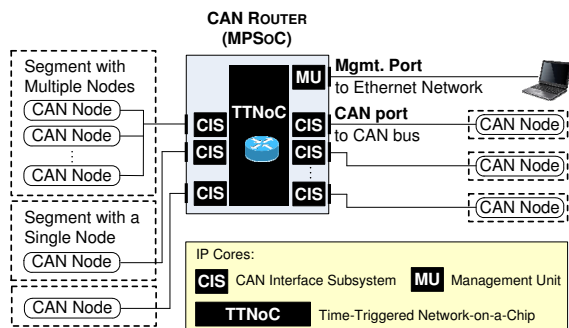 CAN ROUTER
(MPSOC)
Segment with
Multiple Nodes
CAN Node
CAN Node
CAN Node
Segment with a
Single Node
CAN Node
CAN Node
MU
TTNoC
CIS
CIS
CIS
CIS
CIS
CIS
Mgmt. Port
to Ethernet Network
CAN port
to CAN bus
CAN Node
CAN Node
CAN Node
IP Cores:
CIS CAN Interface Subsystem MU Management Unit
TTNoC Time-Triggered Network-on-a-Chip